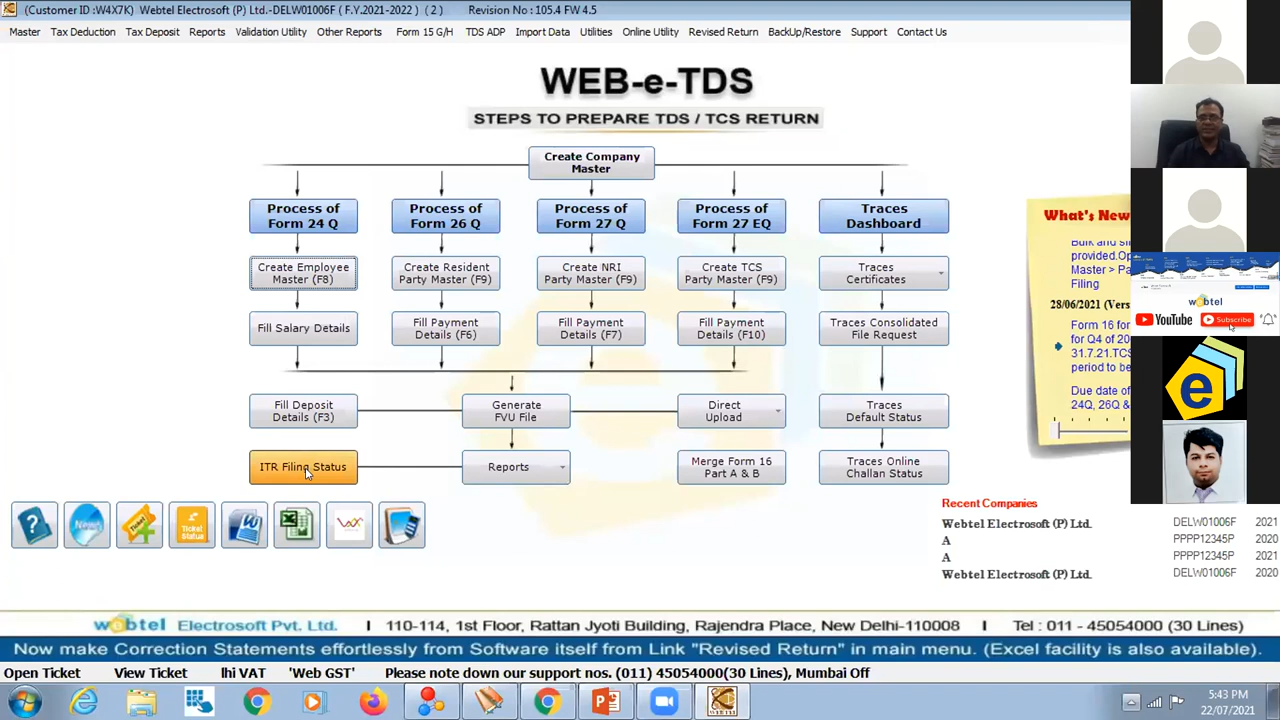 (Customer ID :W4X7K) Webtel Electrosoft (P) Ltd.-DELW01006F ( F.Y.2021-2022 ) ( 2 ) Revision No : 105.4 FW 4.5
Master Tax Deduction Tax Deposit Reports Validation Utility Other Reports Form 15 G/H TDS ADP Import Data Utilities Online Utility Revised Return BackUp/Restore Support Contact Us
WEB-e-TDS
STEPS TO PREPARE TDS / TCS RETURN
Create Company
Master
Process of
Form 24 Q
Process of
Form 26 Q
Process of
Form 27 Q
Process of
Form 27 EQ
Traces
Dashboard
Create Employee
Master (F8)
Create Resident
Party Master (F9)
Create NRI
Party Master (F9)
Create TCS
Party Master (F9)
Traces
Certificates
Fill Salary Details
Fill Payment
Details (F6)
Fill Payment
Details (F7)
Fill Payment
Details (F10)
Traces Consolidated
File Request
Fill Deposit
Details (F3)
Generate
FVU File
Direct
Upload
Traces
Default Status
ITR Filing Status
Reports
Merge Form 16
Part A & B
Traces Online
Challan Status
What's New
Bulk and si
provided.Op
Master > Pa
Filing
28/06/2021 (Vers
Form 16 for
for Q4 of 20
31.7.21.TCS
period to be
Due date of
24Q, 26Q &
webtel
YouTube Subscribe
e
News
Ticket
Ticket
Status
Recent Companies
Webtel Electrosoft (P) Ltd. DELW01006F 2021
A PPPP12345P 2020
A PPPP12345P 2021
Webtel Electrosoft (P) Ltd. DELW01006F 2020
webtel Electrosoft Pvt. Ltd. I 110-114, 1st Floor, Rattan Jyoti Building, Rajendra Place, New Delhi-110008 I Tel : 011 - 45054000 (30 Lines)
Now make Correction Statements effortlessly from Software itself from Link "Revised Return" in main menu. (Excel facility is also available).
Open Ticket View Ticket lhi VAT 'Web GST' Please note down our support nos. (011) 45054000(30 Lines), Mumbai Off
5:43 PM
22/07/2021